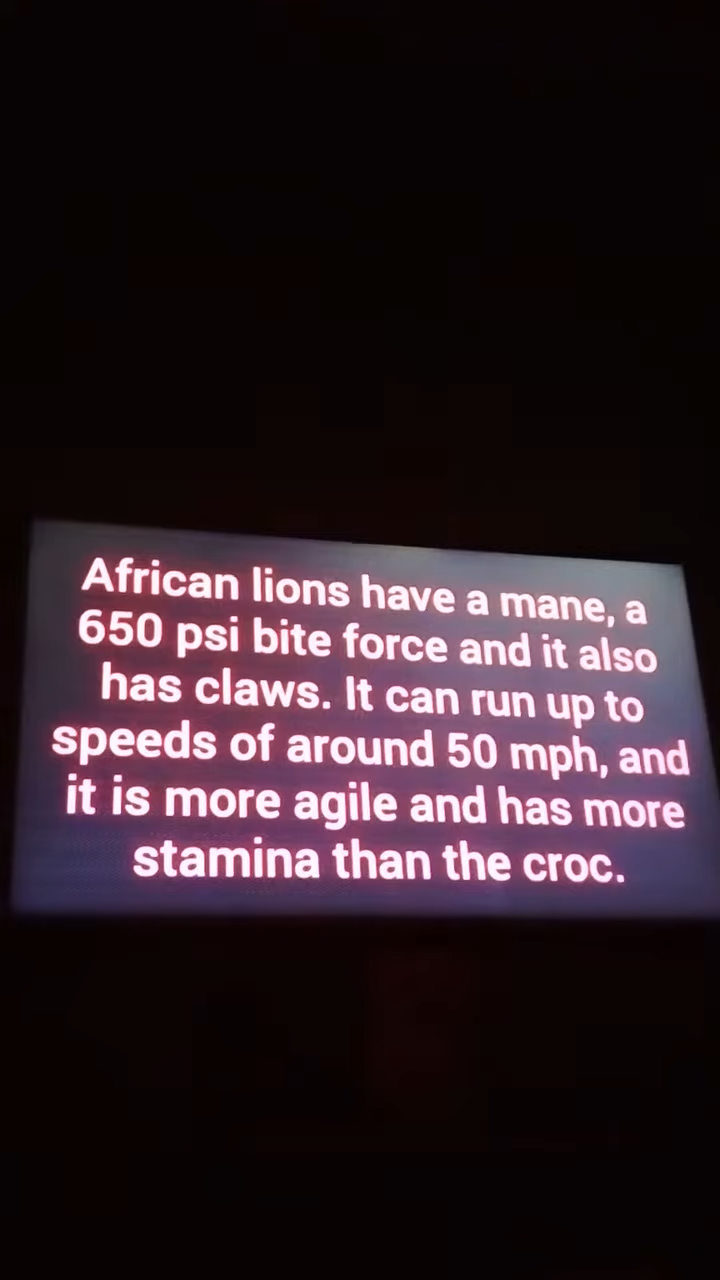 African lions have a mane, a
650 psi bite force and it also
has claws. It can run up to
speeds of around 50 mph, and
it is more agile and has more
stamina than the croc.